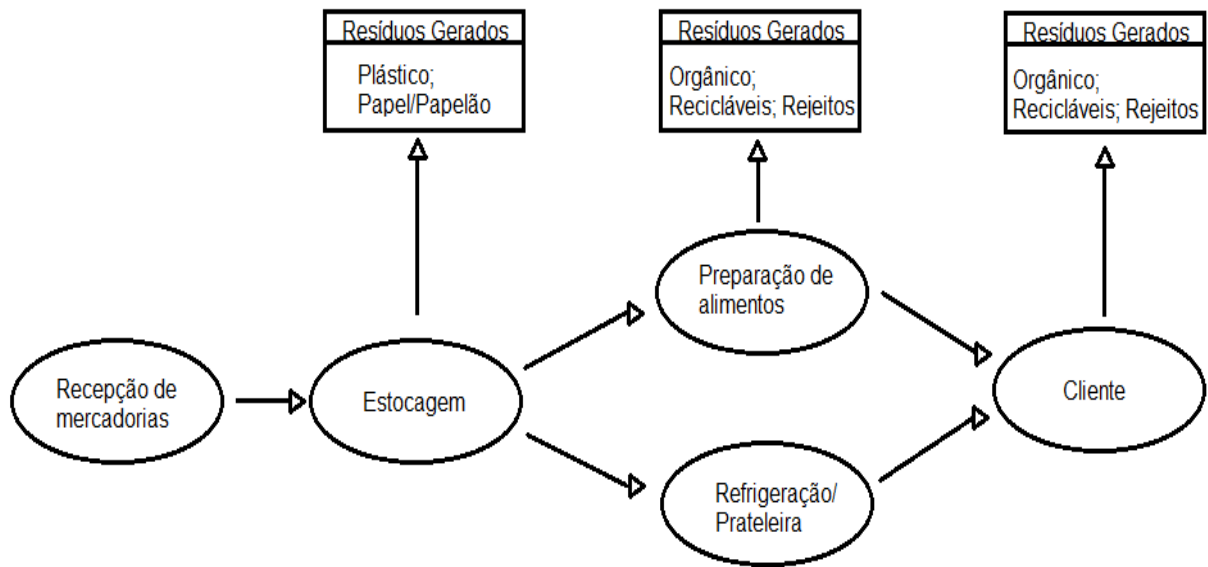 Resíduos Gerados
Plástico;
Papel/Papelão
Resíduos Gerados
Orgânico;
Recicláveis; Rejeitos
Resíduos Gerados
Orgânico;
Recicláveis; Rejeitos
Preparação de
alimentos
Recepção de
mercadorias
Estocagem
Cliente
Refrigeração/
Prateleira